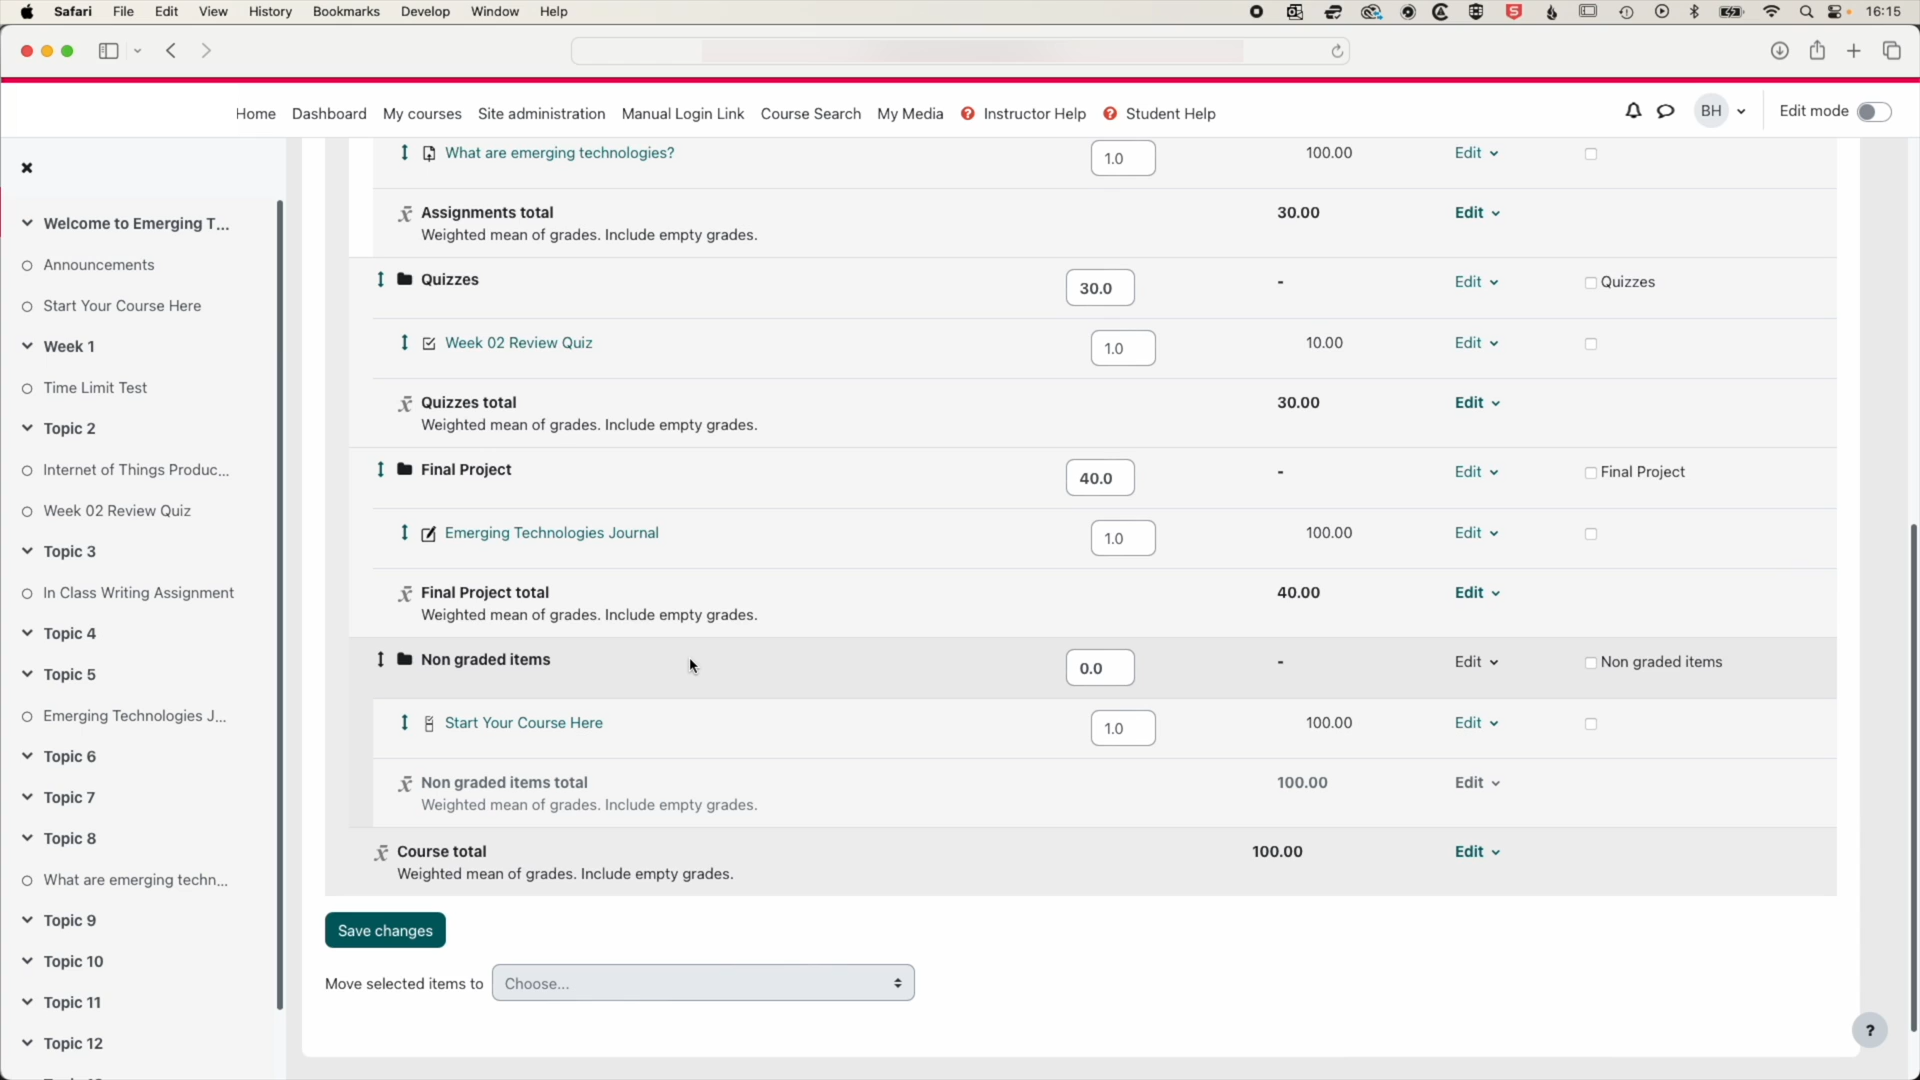 Safari File Edit View History Bookmarks Develop Window Help 16:15
Home Dashboard My courses Site administration Manual Login Link Course Search My Media Instructor Help Student Help BH Edit mode
What are emerging technologies? 1.0 100.00 Edit
Assignments total 30.00 Edit
Weighted mean of grades. Include empty grades.
Quizzes 30.0 - Edit Quizzes
Week 02 Review Quiz 1.0 10.00 Edit
Quizzes total 30.00 Edit
Weighted mean of grades. Include empty grades.
Final Project 40.0 - Edit Final Project
Emerging Technologies Journal 1.0 100.00 Edit
Final Project total 40.00 Edit
Weighted mean of grades. Include empty grades.
Non graded items 0.0 - Edit Non graded items
Start Your Course Here 1.0 100.00 Edit
Non graded items total 100.00 Edit
Weighted mean of grades. Include empty grades.
Course total 100.00 Edit
Weighted mean of grades. Include empty grades.
Save changes
Move selected items to Choose...
?
Welcome to Emerging T...
Announcements
Start Your Course Here
Week 1
Time Limit Test
Topic 2
Internet of Things Produc...
Week 02 Review Quiz
Topic 3
In Class Writing Assignment
Topic 4
Topic 5
Emerging Technologies J...
Topic 6
Topic 7
Topic 8
What are emerging techn...
Topic 9
Topic 10
Topic 11
Topic 12